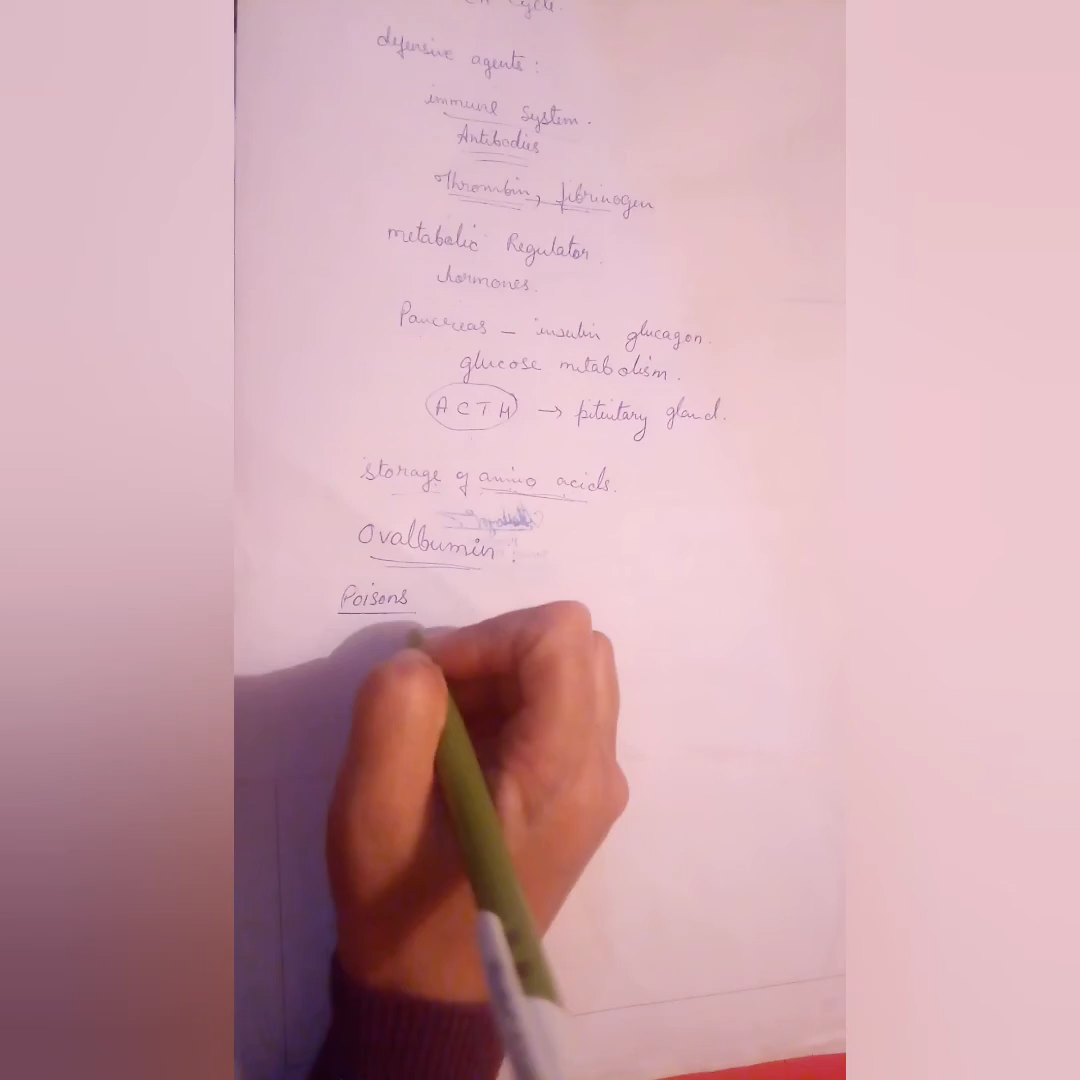 cycle.
defensive agents :
immune system.
Antibodies
Thrombin, fibrinogen
metabolic Regulator.
hormones.
Pancreas – insulin glucagon.
glucose metabolism.
ACTH → pituitary gland.
storage of amino acids.
Ovalbumin :
Poisons